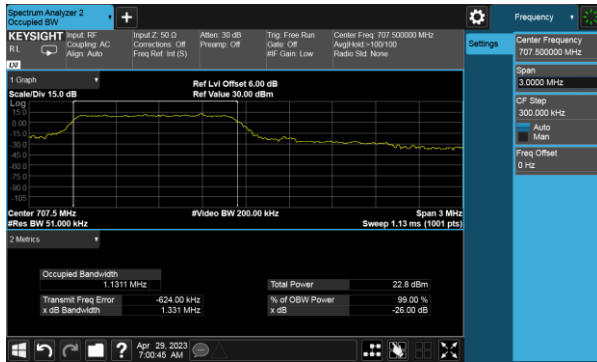 Spectrum Analyzer 2
Occupied BW
+
Frequency
KEYSIGHT
R L
Input: RF
Coupling: AC
Align: Auto
Input Z: 50 Ω
Corrections: Off
Freq Ref: Int (S)
Atten: 30 dB
Preamp: Off
Trig: Free Run
Gate: Off
#IF Gain: Low
Center Freq: 707.500000 MHz
Avg|Hold:>100/100
Radio Std: None
LXI
1 Graph
Scale/Div 15.0 dB
Ref Lvl Offset 6.00 dB
Ref Value 30.00 dBm
Log
15.0
0.00
-15.0
-30.0
-45.0
-60.0
-75.0
-90.0
-105
Center 707.5 MHz
#Res BW 51.000 kHz
#Video BW 200.00 kHz
Span 3 MHz
Sweep 1.13 ms (1001 pts)
2 Metrics
Occupied Bandwidth
1.1311 MHz
Transmit Freq Error -624.00 kHz
x dB Bandwidth 1.331 MHz
Total Power 22.8 dBm
% of OBW Power 99.00 %
x dB -26.00 dB
Apr 29, 2023
7:00:45 AM
?
Settings
Center Frequency
707.500000 MHz
Span
3.0000 MHz
CF Step
300.000 kHz
Auto
Man
Freq Offset
0 Hz